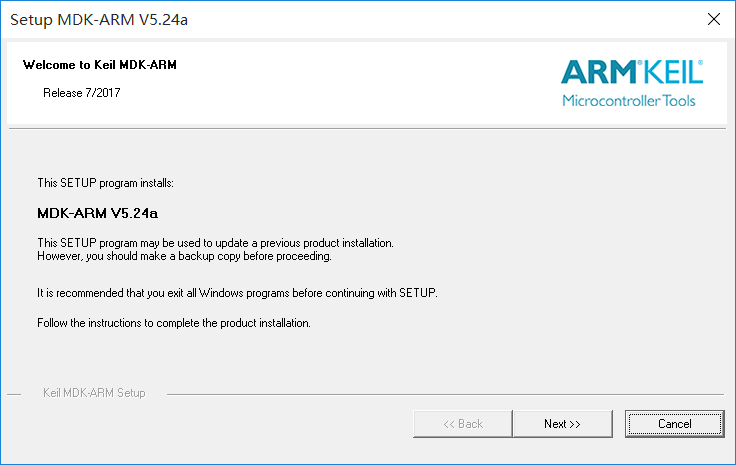 Setup MDK-ARM V5.24a
Welcome to Keil MDK-ARM
Release 7/2017
ARM KEIL
Microcontroller Tools
This SETUP program installs:
MDK-ARM V5.24a
This SETUP program may be used to update a previous product installation.
However, you should make a backup copy before proceeding.
It is recommended that you exit all Windows programs before continuing with SETUP.
Follow the instructions to complete the product installation.
Keil MDK-ARM Setup
<< Back
Next >>
Cancel